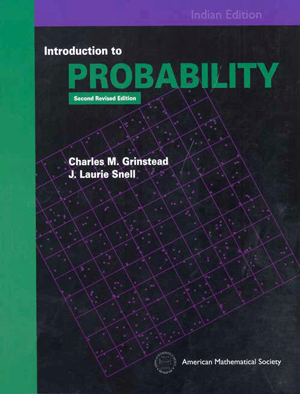 Indian Edition
Introduction to
PROBABILITY
Second Revised Edition
Charles M. Grinstead
J. Laurie Snell
American Mathematical Society